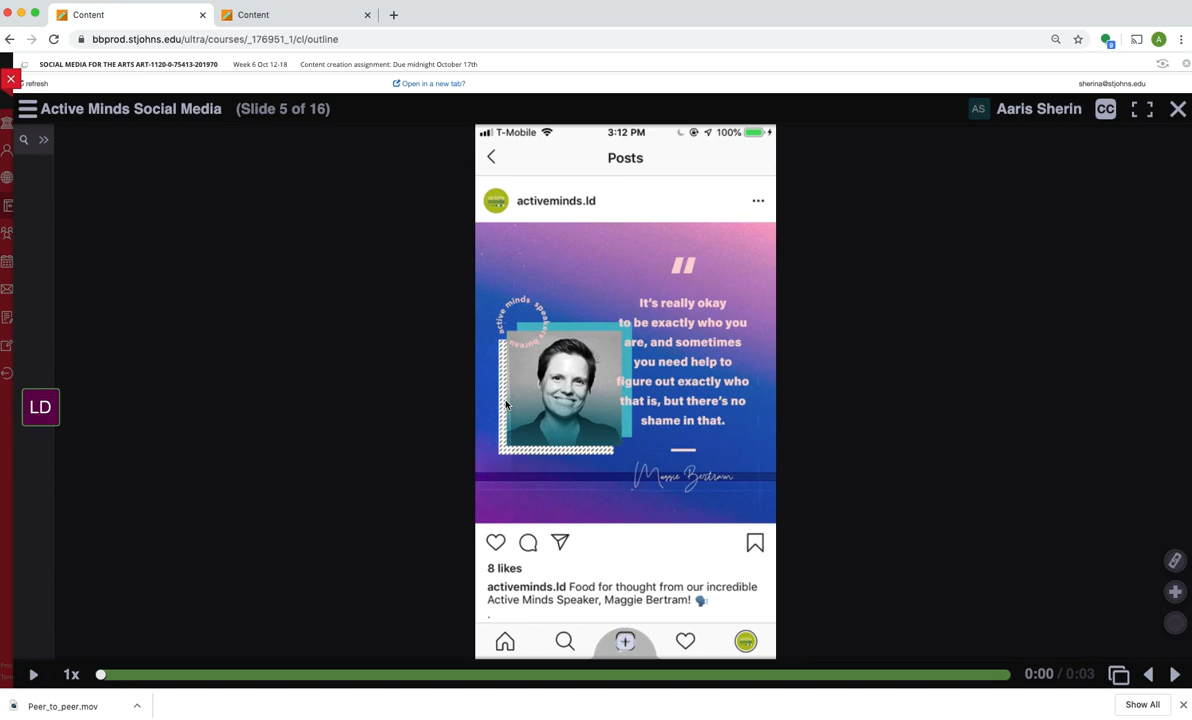 Content
Content
bbprod.stjohns.edu/ultra/courses/_176951_1/cl/outline
9
A
SOCIAL MEDIA FOR THE ARTS ART-1120-0-75413-201970 Week 6 Oct 12-18 Content creation assignment: Due midnight October 17th
refresh
Open in a new tab?
sherina@stjohns.edu
Active Minds Social Media (Slide 5 of 16)
AS Aaris Sherin CC
T-Mobile 3:12 PM 100%
Posts
activeminds.ld
"
It's really okay
to be exactly who you
are, and sometimes
you need help to
figure out exactly who
that is, but there's no
shame in that.
active minds speakers bureau
Maggie Bertram
LD
8 likes
activeminds.ld Food for thought from our incredible
Active Minds Speaker, Maggie Bertram! 🗣
.
1x
0:00 / 0:03
Peer_to_peer.mov
Show All